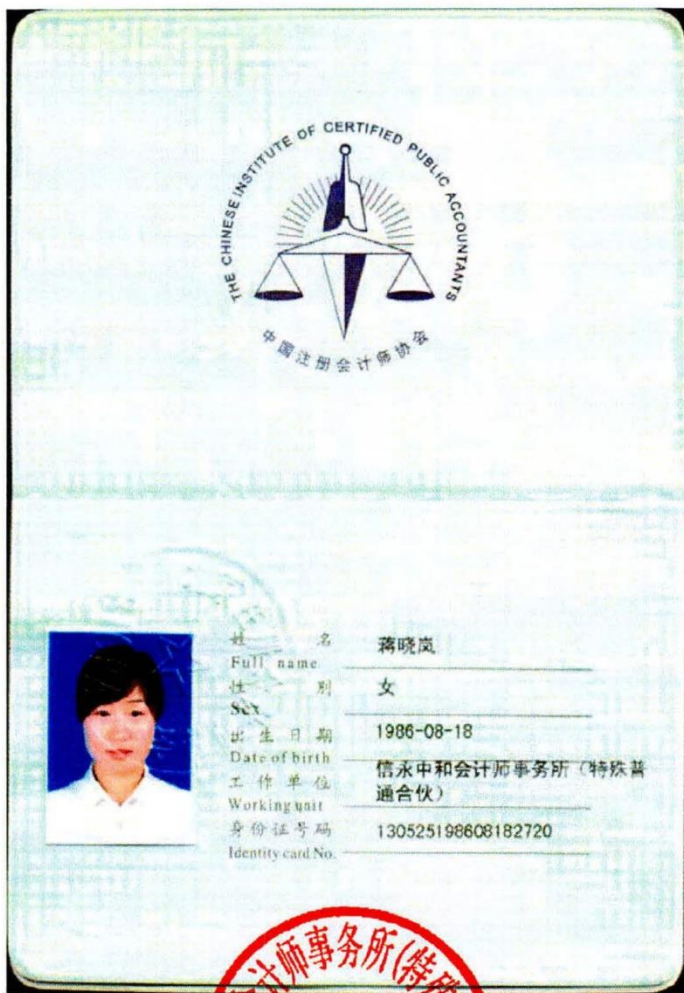 THE CHINESE INSTITUTE OF CERTIFIED PUBLIC ACCOUNTANTS
中国注册会计师协会
姓 名 蒋晓岚
Full name
性 别 女
Sex
出生日期 1986-08-18
Date of birth
工作单位 信永中和会计师事务所（特殊普
通合伙）
Working unit
身份证号码 130525198608182720
Identity card No.
计师事务所(特殊